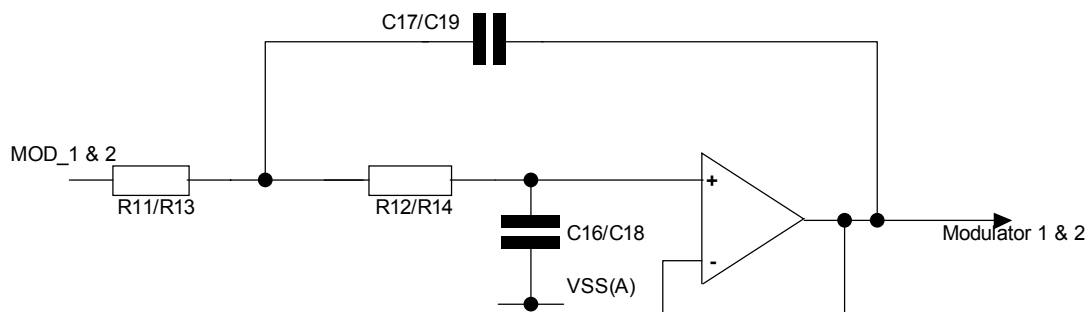 C17/C19
MOD_1 & 2
R11/R13
R12/R14
+
C16/C18
-
Modulator 1 & 2
VSS(A)